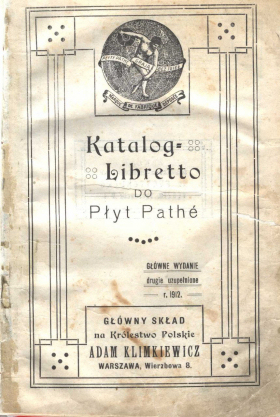 Katalog-
Libretto
DO
Płyt Pathé
GŁÓWNE WYDANIE
drugie uzupełnione
r. 1912.
GŁÓWNY SKŁAD
na Królestwo Polskie
ADAM KLIMKIEWICZ
WARSZAWA, Wierzbowa 8.